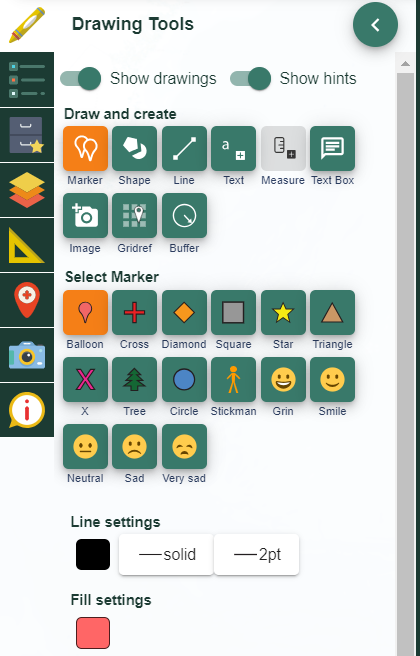 Drawing Tools
Show drawings Show hints
Draw and create
Marker Shape Line Text Measure Text Box
Image Gridref Buffer
Select Marker
Balloon Cross Diamond Square Star Triangle
X Tree Circle Stickman Grin Smile
Neutral Sad Very sad
Line settings
solid 2pt
Fill settings